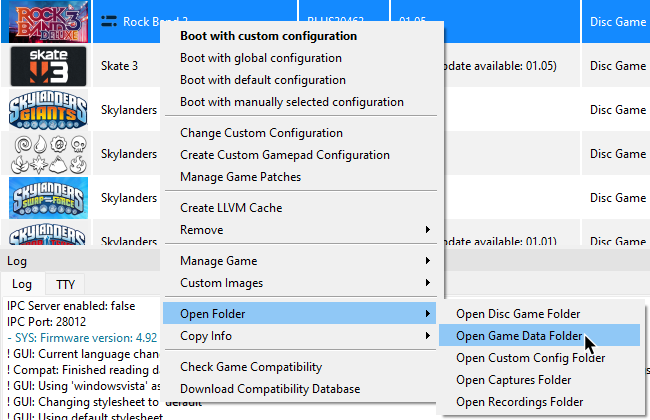 ROCK BAND 3 DELUXE
Rock Band 3
BLUS30463
01.05
Disc Game
Boot with custom configuration
Boot with global configuration
Boot with default configuration
Boot with manually selected configuration
skate 3
Skate 3
pdate available: 01.05)
Disc Game
SKYLANDERS GIANTS
Skylanders
Disc Game
Change Custom Configuration
Create Custom Gamepad Configuration
Manage Game Patches
Skylanders
Disc Game
SKYLANDERS SWAP FORCE
Skylanders
Disc Game
Create LLVM Cache
Remove
SKYLANDERS
Skylanders
pdate available: 01.01)
Disc Game
Manage Game
Custom Images
Open Folder
Copy Info
Check Game Compatibility
Download Compatibility Database
Open Disc Game Folder
Open Game Data Folder
Open Custom Config Folder
Open Captures Folder
Open Recordings Folder
Log
Log
TTY
IPC Server enabled: false
IPC Port: 28012
- SYS: Firmware version: 4.92
! GUI: Current language chan
! Compat: Finished reading d
! GUI: Using 'windowsvista' as
! GUI: Changing stylesheet to default
! GUI: Using default stylesheet